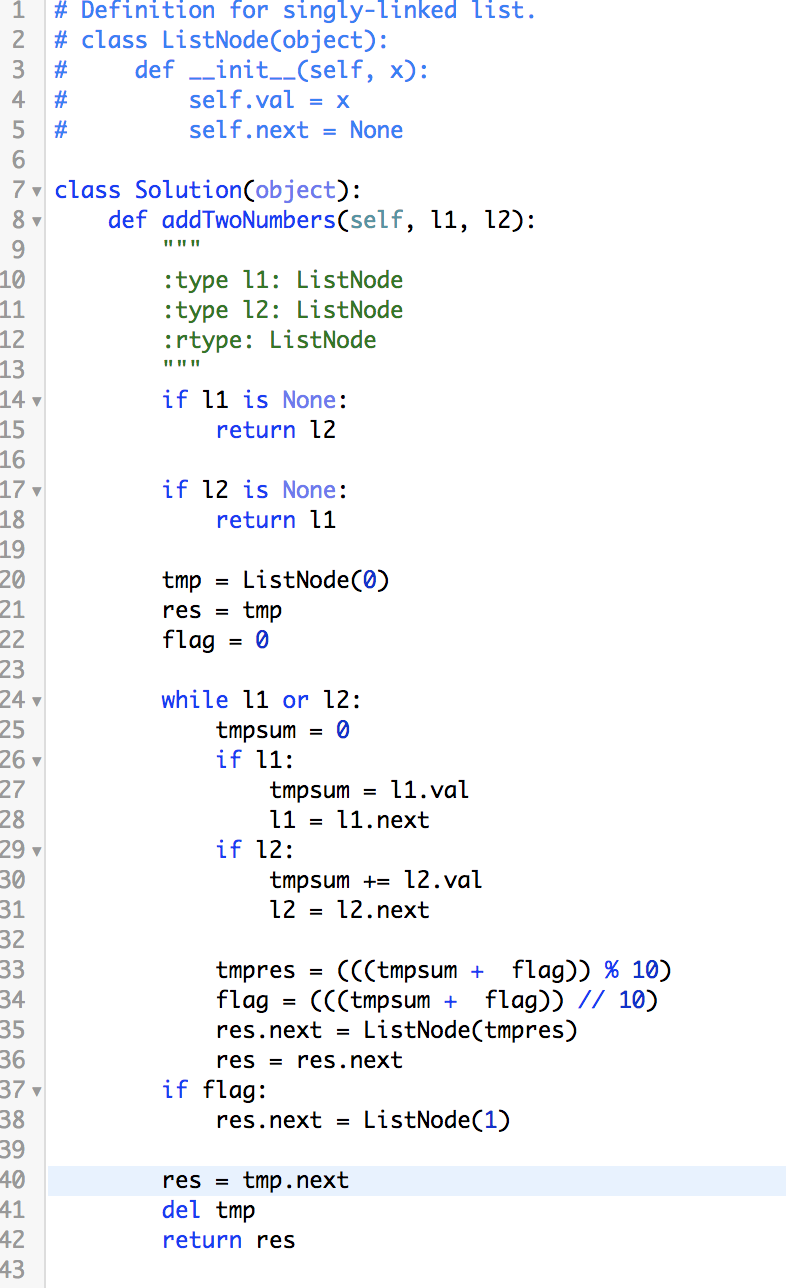 1 # Definition for singly-linked list.
2 # class ListNode(object):
3 #     def __init__(self, x):
4 #         self.val = x
5 #         self.next = None
6
7 class Solution(object):
8     def addTwoNumbers(self, l1, l2):
9         """
10         :type l1: ListNode
11         :type l2: ListNode
12         :rtype: ListNode
13         """
14         if l1 is None:
15             return l2
16
17         if l2 is None:
18             return l1
19
20         tmp = ListNode(0)
21         res = tmp
22         flag = 0
23
24         while l1 or l2:
25             tmpsum = 0
26             if l1:
27                 tmpsum = l1.val
28                 l1 = l1.next
29             if l2:
30                 tmpsum += l2.val
31                 l2 = l2.next
32
33             tmpres = (((tmpsum +  flag)) % 10)
34             flag = (((tmpsum +  flag)) // 10)
35             res.next = ListNode(tmpres)
36             res = res.next
37         if flag:
38             res.next = ListNode(1)
39
40         res = tmp.next
41         del tmp
42         return res
43